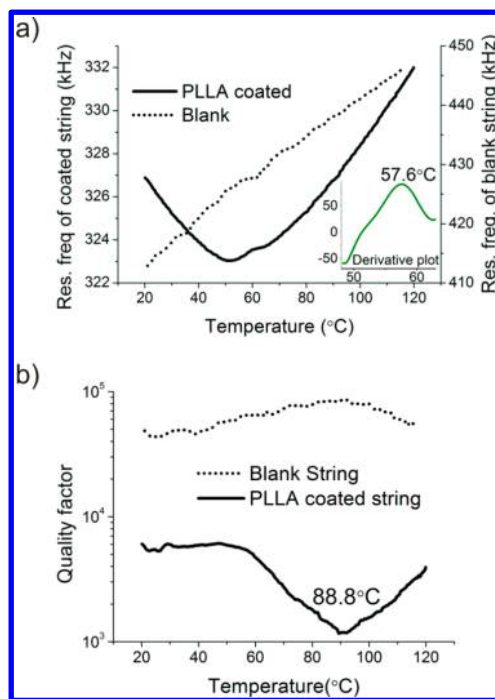 a)
Res. freq of coated string (kHz)
332
329
326
323
322
PLLA coated
Blank
57.6°C
50
0
-50
Derivative plot
50 60
450
440
430
420
410
Res. freq. of blank string (kHz)
20 40 60 80 100 120
Temperature (°C)
b)
Quality factor
10⁵
10⁴
10³
Blank String
PLLA coated string
88.8°C
20 40 60 80 100 120
Temperature(°C)